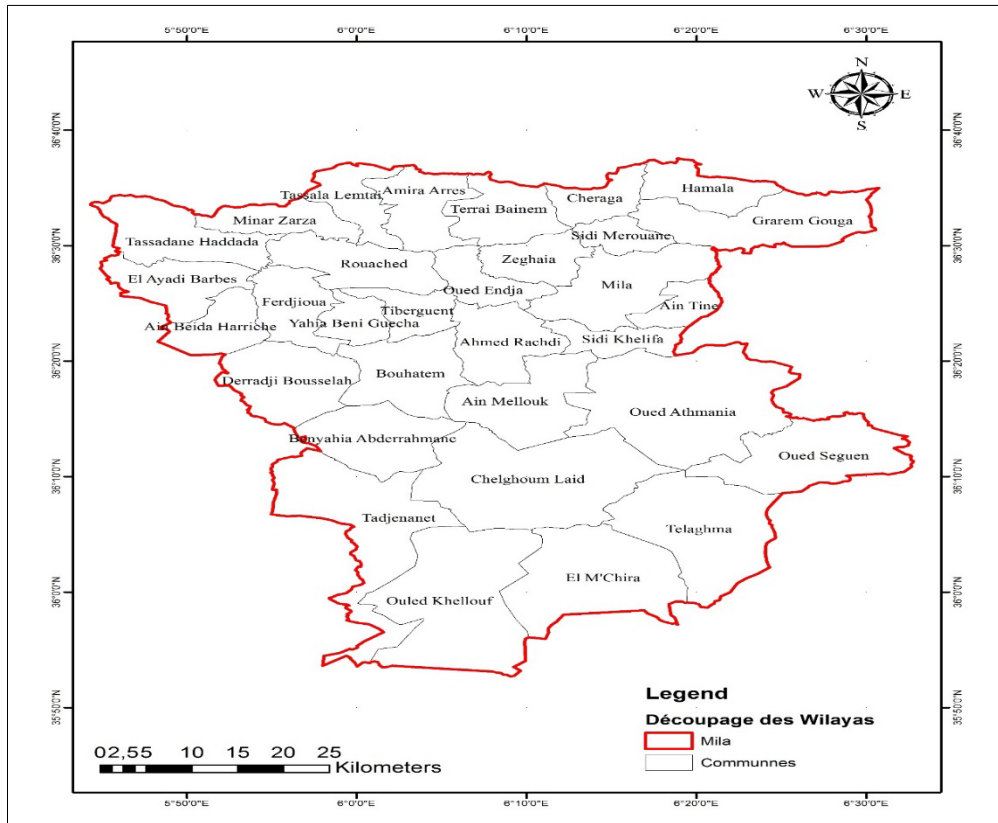 5°50'0"E 6°0'0"E 6°10'0"E 6°20'0"E 6°30'0"E
N
W E
S
36°40'0"N 36°40'0"N
Hamala
Amira Arres
Tassala Lemtai
Cheraga
Terrai Bainem
Minar Zarza
Grarem Gouga
Sidi Merouane
Tassadane Haddada
36°30'0"N 36°30'0"N
Zeghaia
Rouached
El Ayadi Barbes
Mila
Oued Endja
Ferdjioua
Ain Tine
Tiberguent
Yahia Beni Guecha
Ain Beida Harriche
Sidi Khelifa
Ahmed Rachdi
36°20'0"N 36°20'0"N
Bouhatem
Derradji Bousselah
Ain Mellouk
Oued Athmania
Benyahia Abderrahmane
Oued Seguen
36°10'0"N 36°10'0"N
Chelghoum Laid
Tadjenanet
Telaghma
El M'Chira
36°0'0"N 36°0'0"N
Ouled Khellouf
35°50'0"N 35°50'0"N
Legend
Découpage des Wilayas
Mila
Communnes
02,55 10 15 20 25
Kilometers
5°50'0"E 6°0'0"E 6°10'0"E 6°20'0"E 6°30'0"E